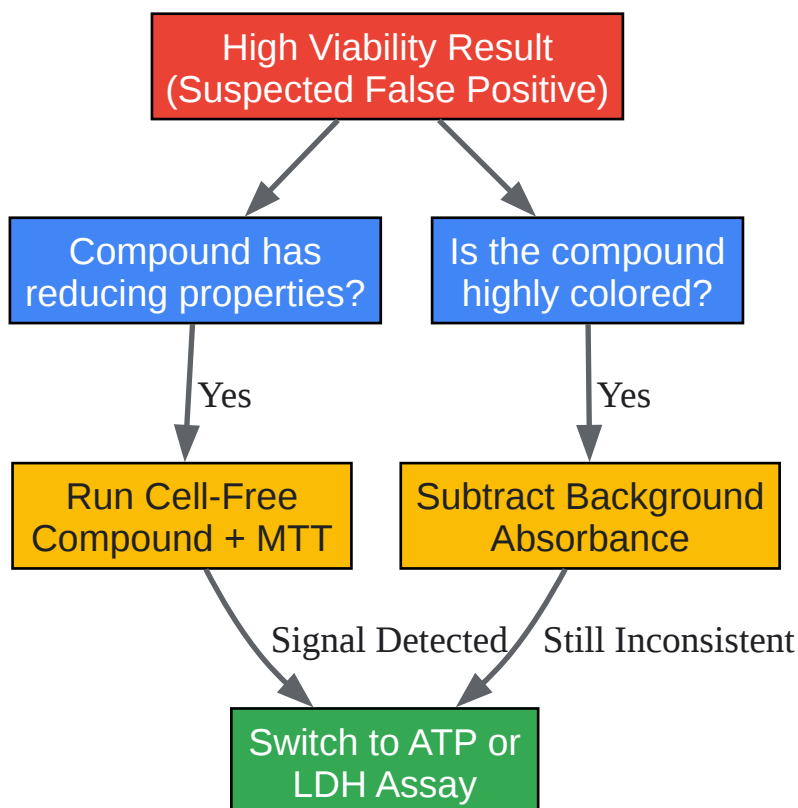 High Viability Result
(Suspected False Positive)
Compound has
reducing properties?
Is the compound
highly colored?
Yes
Yes
Run Cell-Free
Compound + MTT
Subtract Background
Absorbance
Signal Detected
Still Inconsistent
Switch to ATP or
LDH Assay